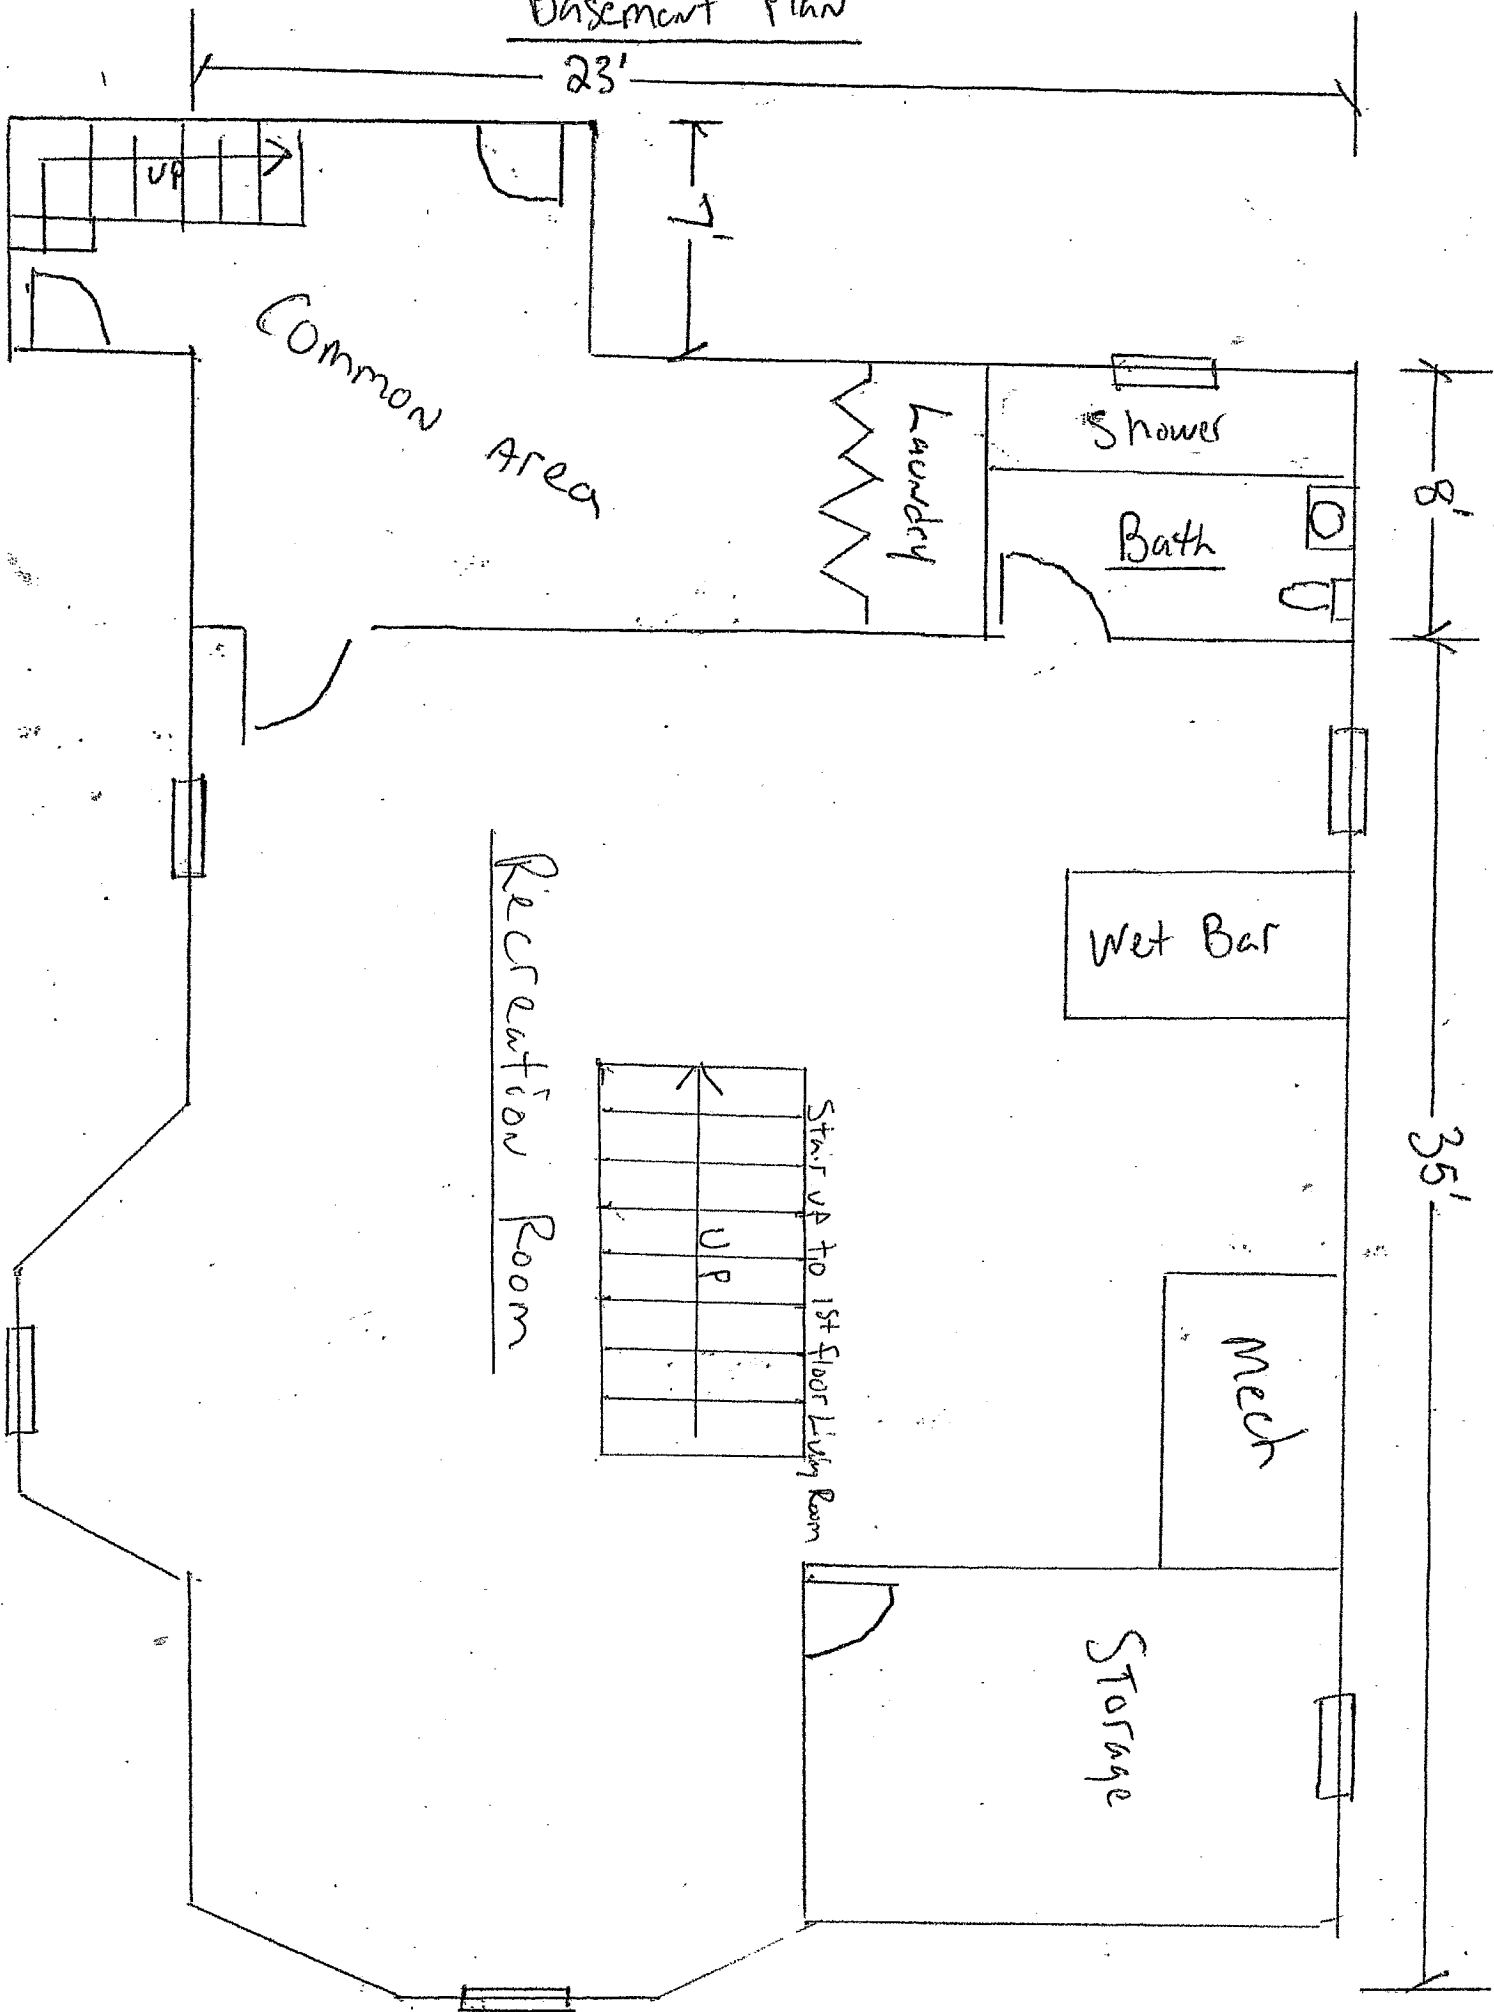 Basement Plan
23'
UP
7'
Common Area
Laundry
Shower
8'
Bath
Wet Bar
Recreation Room
35'
UP
Stair up to 1st floor Living Room
Mech
Storage